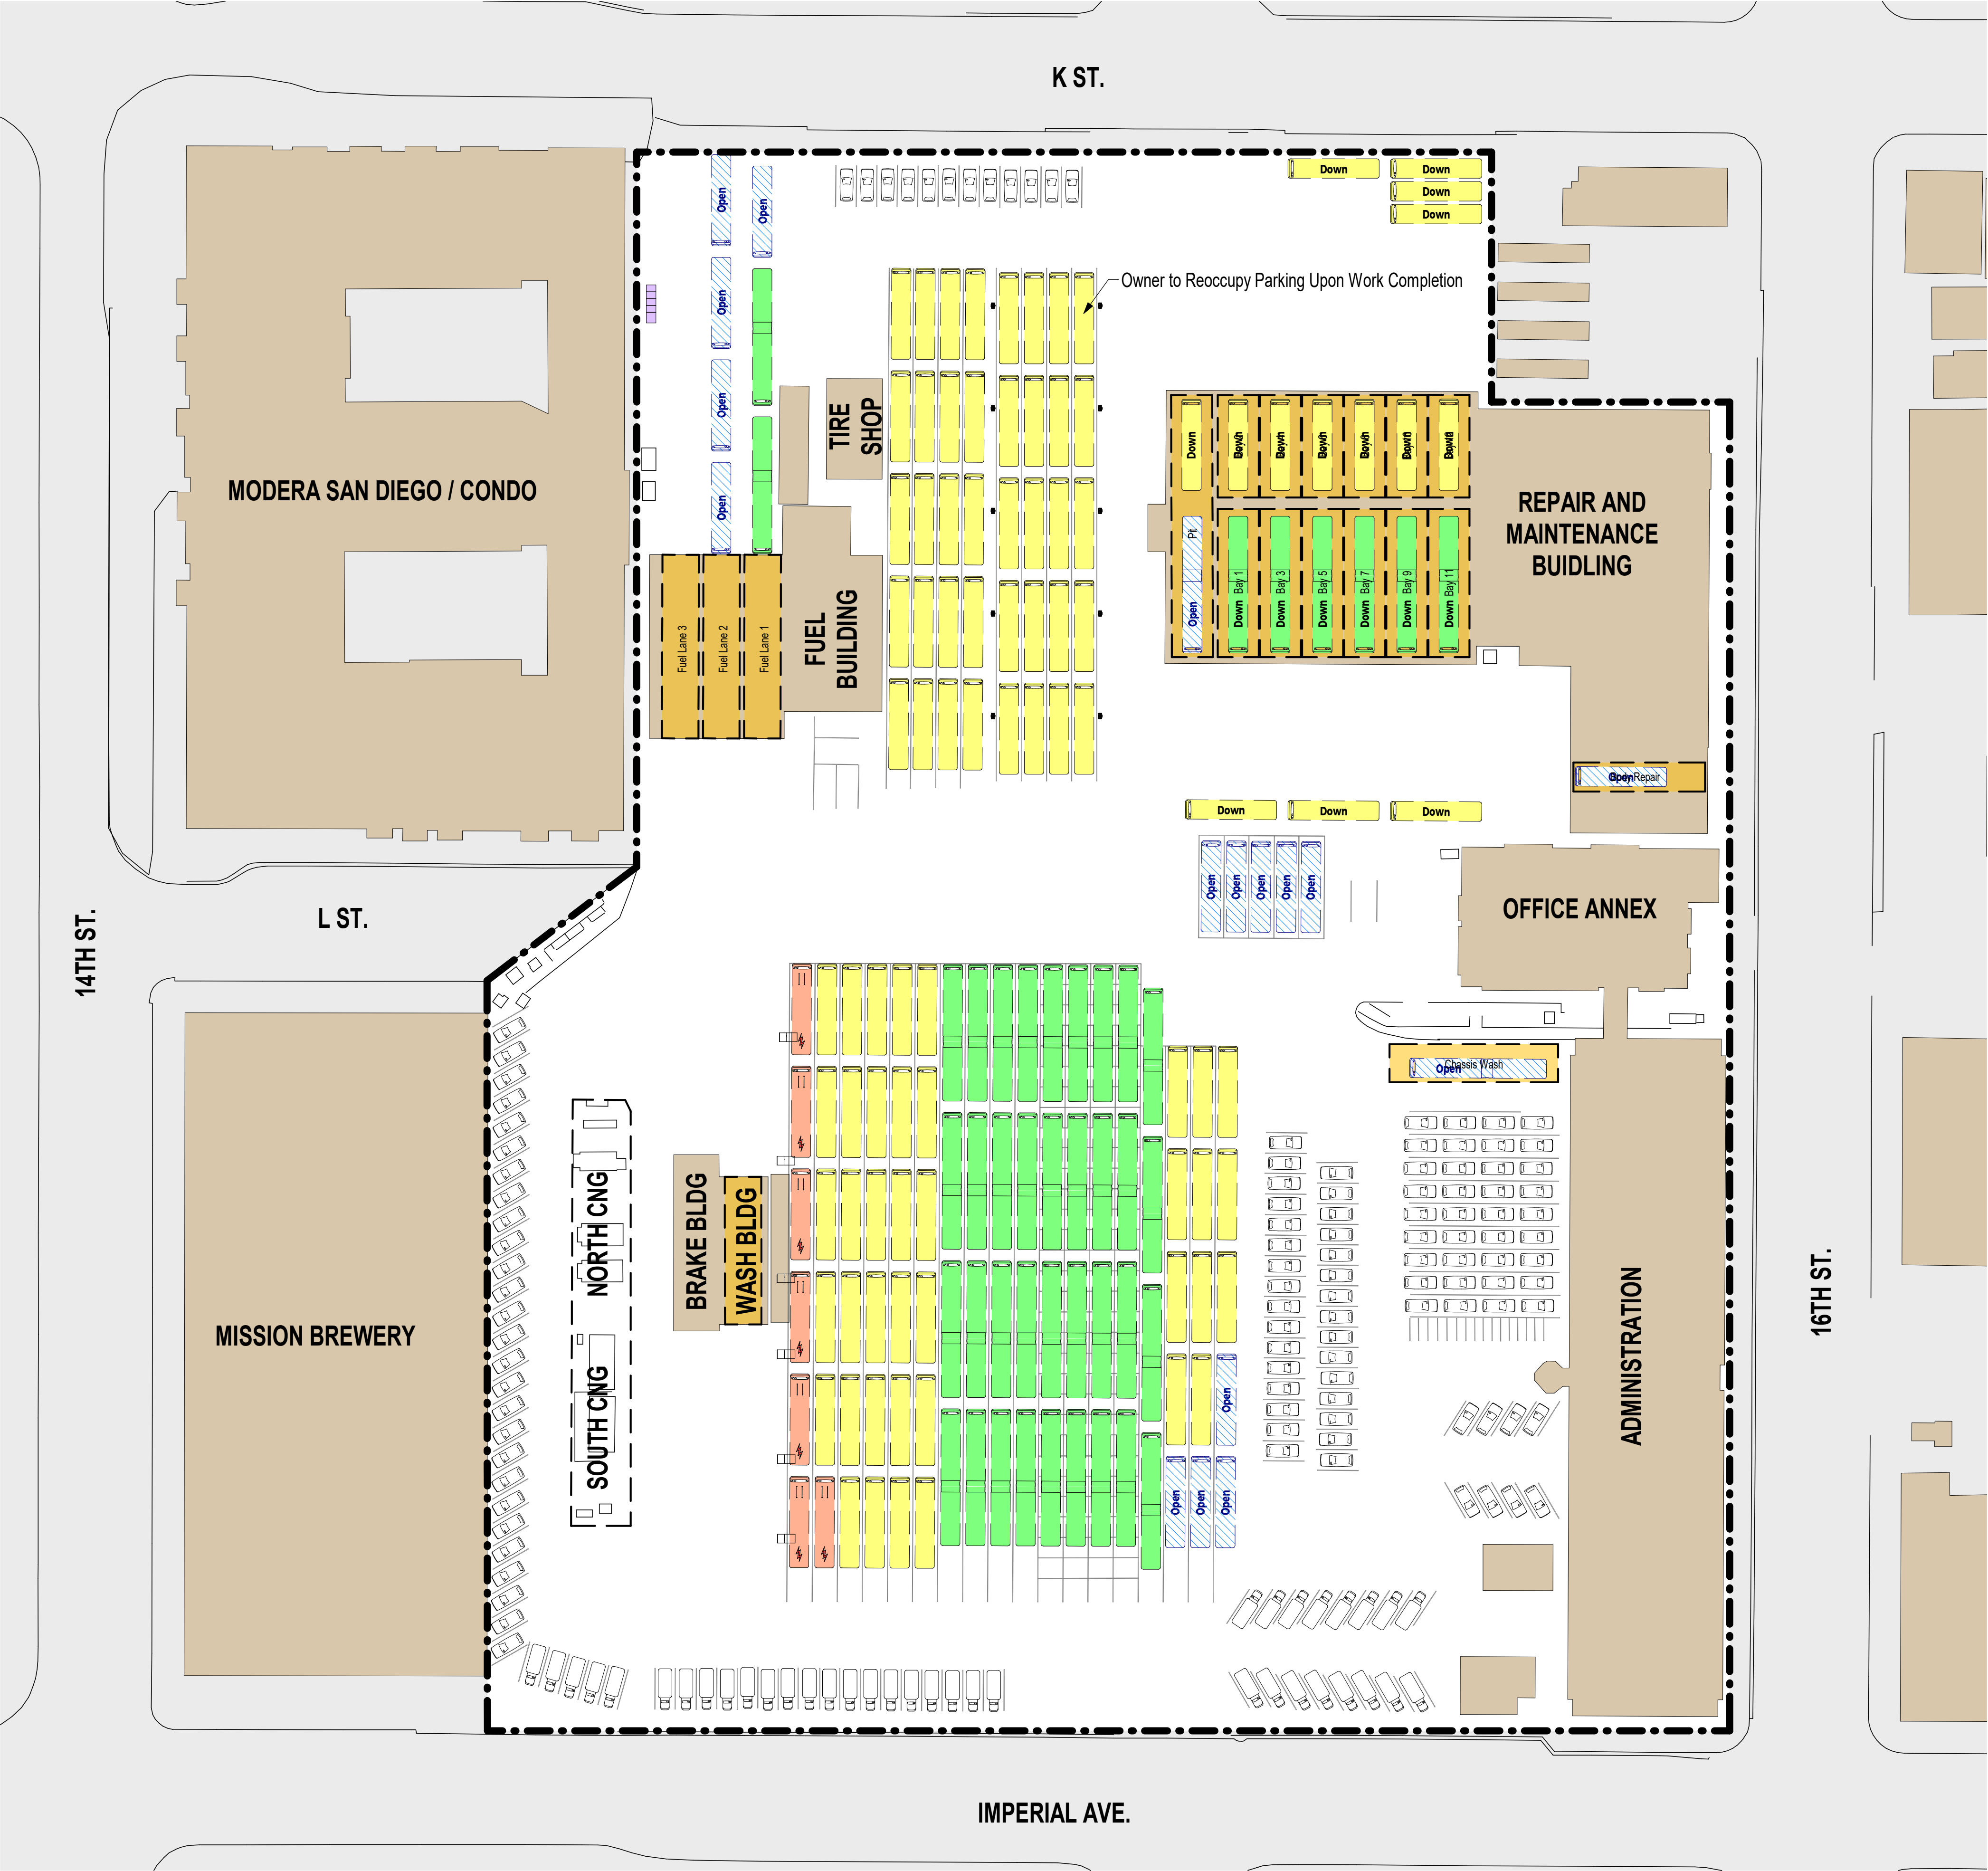 K ST.
Down
Down
Down
Down
Open
Open
Open
Open
Open
Owner to Reoccupy Parking Upon Work Completion
TIRE
SHOP
MODERA SAN DIEGO / CONDO
Down
REPAIR AND
MAINTENANCE
BUIDLING
Pit
Open
Down Bay 1
Down Bay 3
Down Bay 5
Down Bay 7
Down Bay 9
Down Bay 11
FUEL
BUILDING
Fuel Lane 3
Fuel Lane 2
Fuel Lane 1
Open
Repair
Down
Down
Down
Open
Open
Open
Open
Open
OFFICE ANNEX
L ST.
14TH ST.
Open
Chassis Wash
NORTH CNG
SOUTH CNG
BRAKE BLDG
WASH BLDG
MISSION BREWERY
ADMINISTRATION
16TH ST.
Open
Open
Open
Open
IMPERIAL AVE.